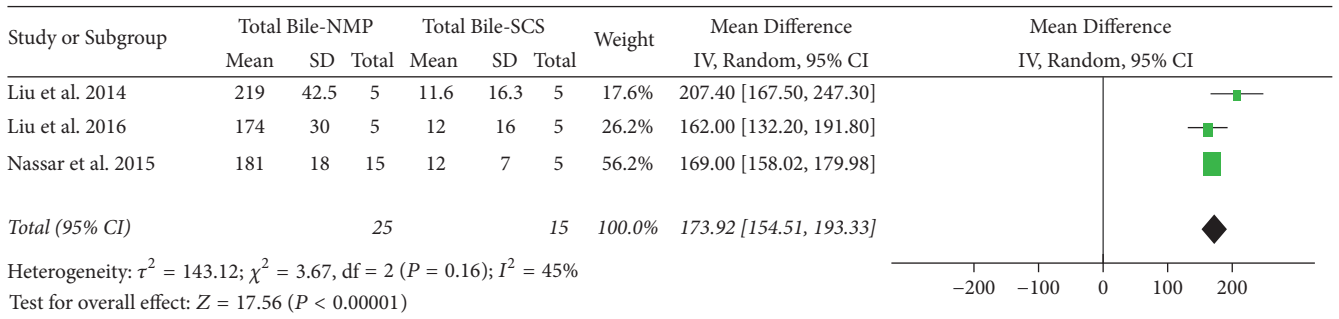 Study or Subgroup Total Bile-NMP Total Bile-SCS Weight Mean Difference Mean Difference
Mean SD Total Mean SD Total IV, Random, 95% CI IV, Random, 95% CI
Liu et al. 2014 219 42.5 5 11.6 16.3 5 17.6% 207.40 [167.50, 247.30]
Liu et al. 2016 174 30 5 12 16 5 26.2% 162.00 [132.20, 191.80]
Nassar et al. 2015 181 18 15 12 7 5 56.2% 169.00 [158.02, 179.98]
Total (95% CI) 25 15 100.0% 173.92 [154.51, 193.33]
Heterogeneity: τ² = 143.12; χ² = 3.67, df = 2 (P = 0.16); I² = 45%
Test for overall effect: Z = 17.56 (P < 0.00001)
−200 −100 0 100 200